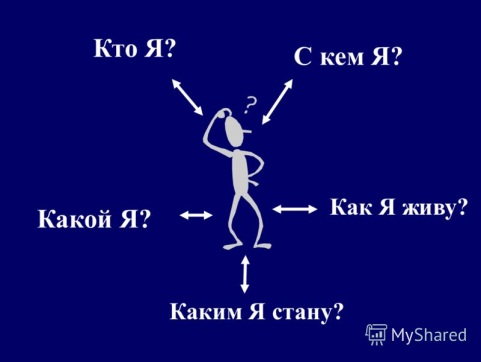 Кто Я?
С кем Я?
?
Какой Я?
Как Я живу?
Каким Я стану?
MyShared